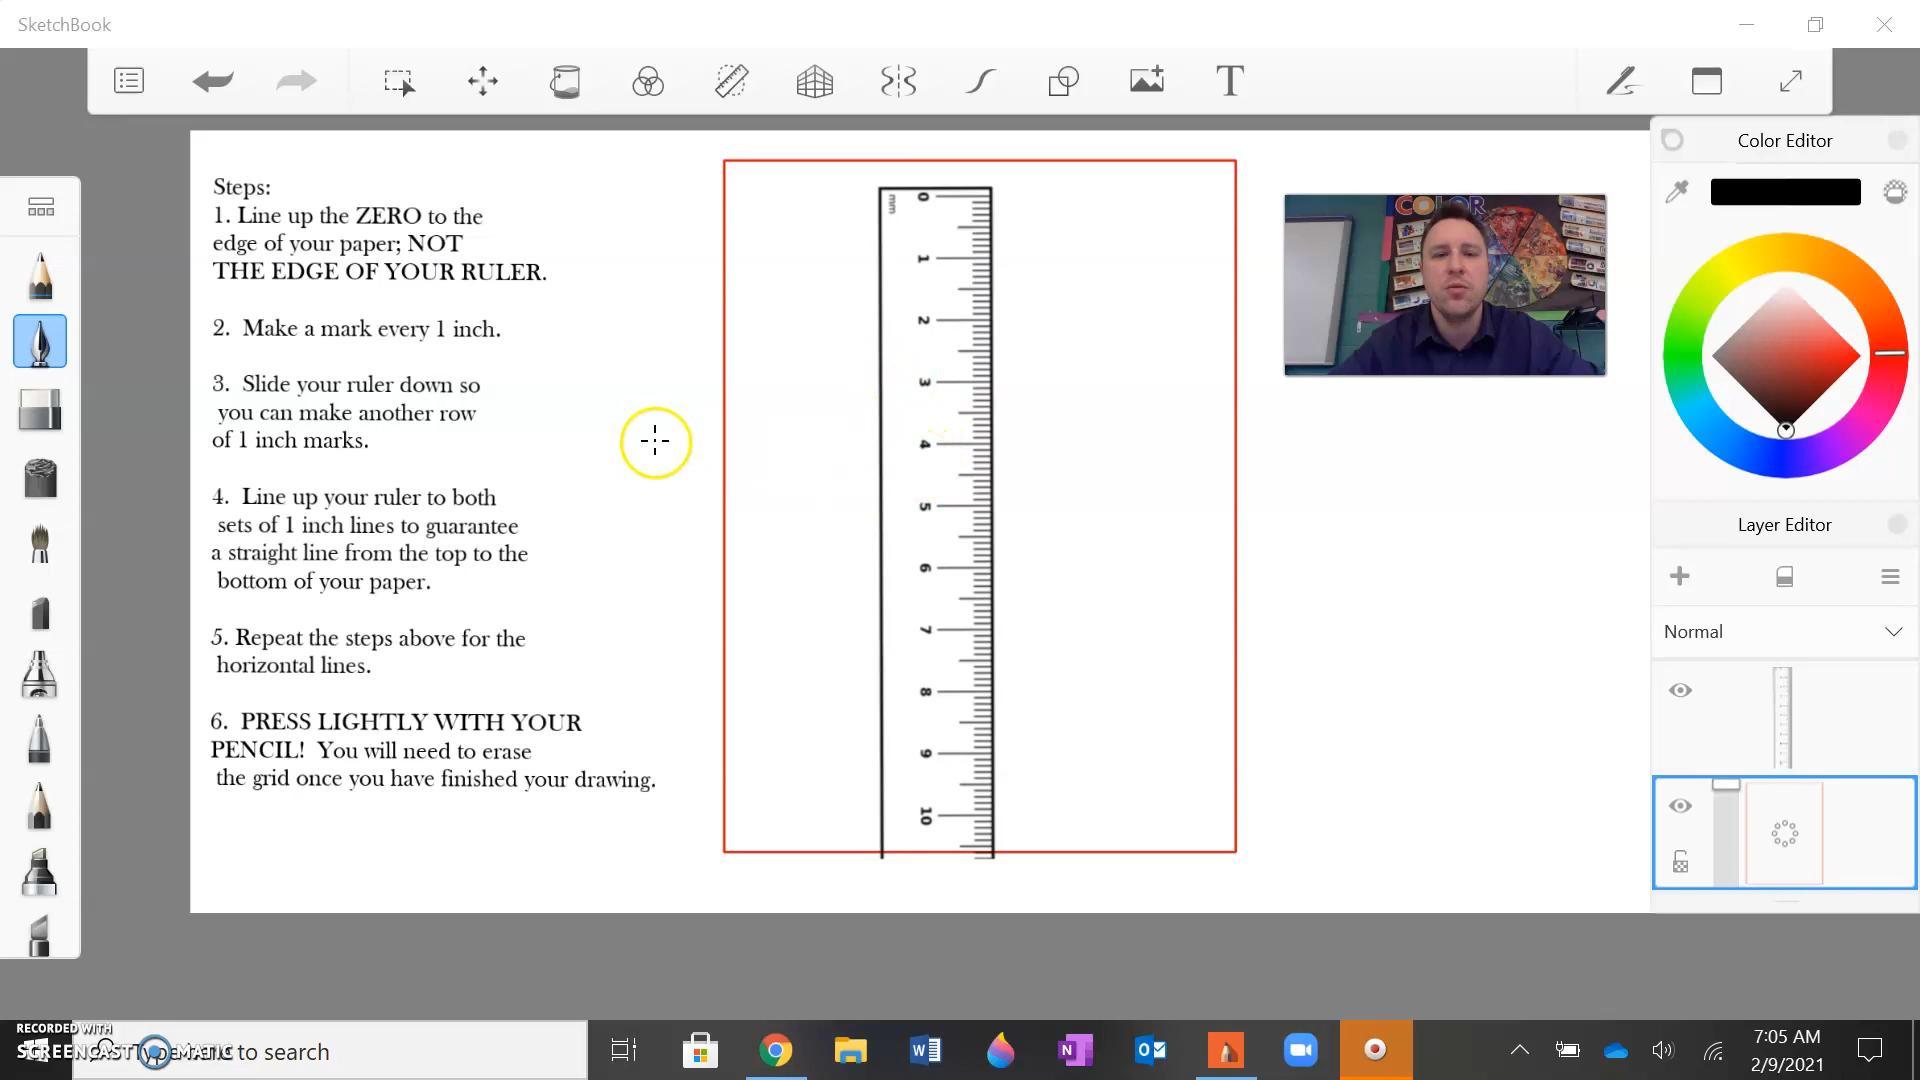 SketchBook
T
Color Editor
Steps:
1. Line up the ZERO to the
edge of your paper; NOT
THE EDGE OF YOUR RULER.
2. Make a mark every 1 inch.
3. Slide your ruler down so
you can make another row
of 1 inch marks.
4. Line up your ruler to both
sets of 1 inch lines to guarantee
a straight line from the top to the
bottom of your paper.
5. Repeat the steps above for the
horizontal lines.
6. PRESS LIGHTLY WITH YOUR
PENCIL! You will need to erase
the grid once you have finished your drawing.
mm
0
1
2
3
4
5
6
7
8
9
10
COLOR
Layer Editor
Normal
RECORDED WITH
SCREENCAST MATIC
Type here to search
7:05 AM
2/9/2021